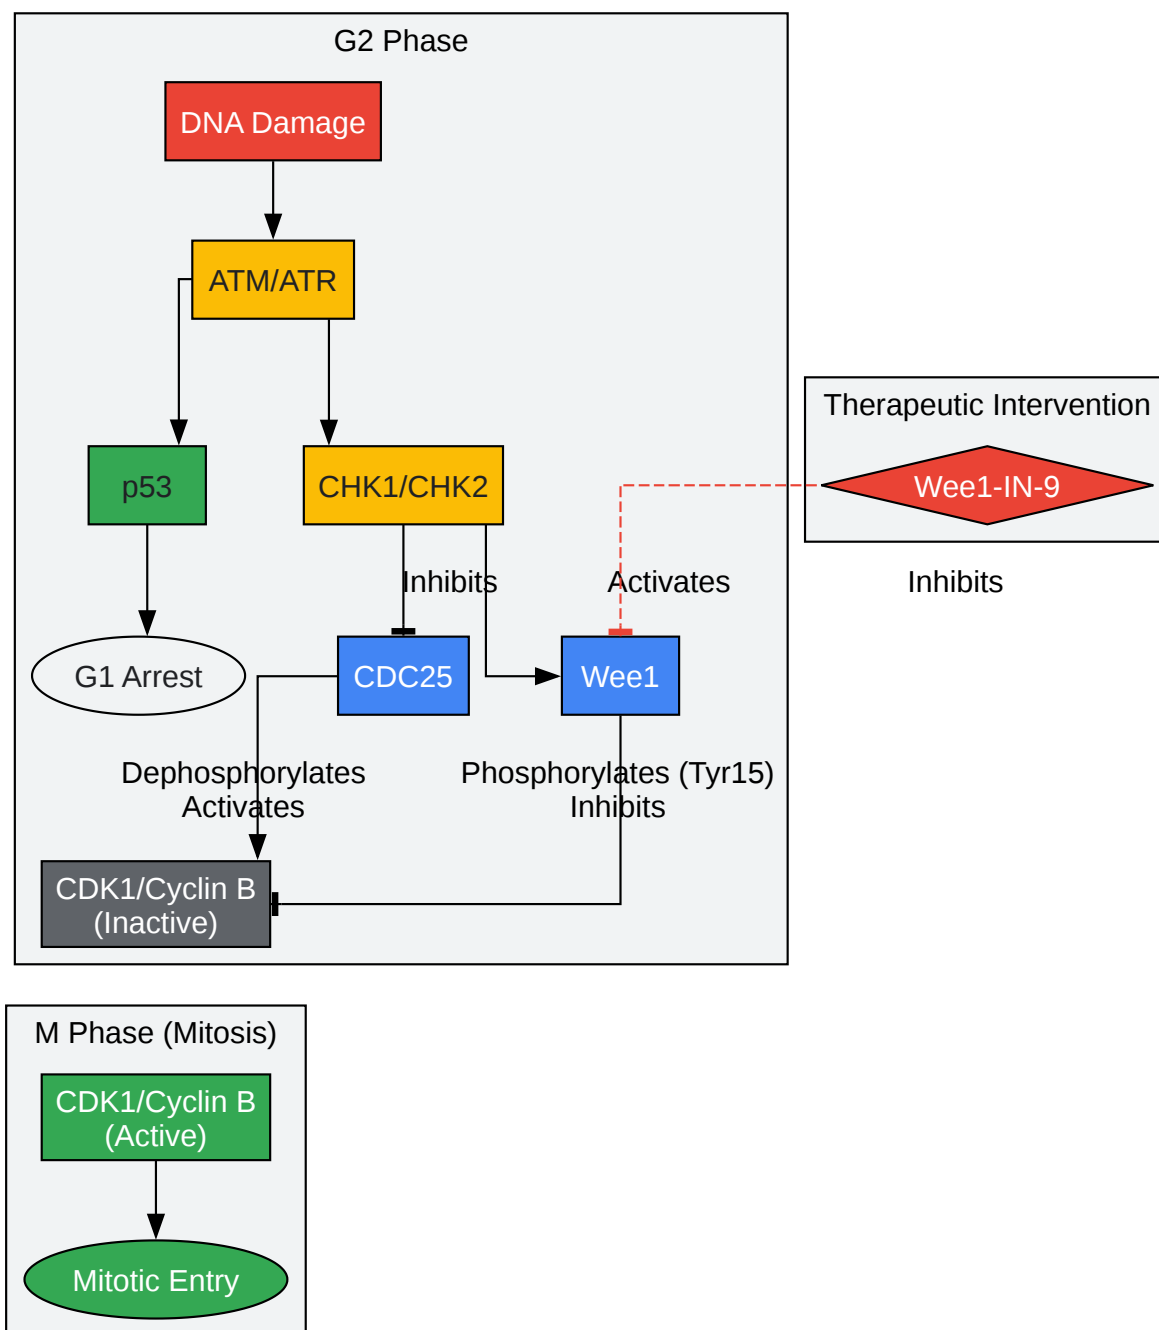 G2 Phase
DNA Damage
ATM/ATR
Therapeutic Intervention
p53
CHK1/CHK2
Wee1-IN-9
Inhibits
Activates
Inhibits
G1 Arrest
CDC25
Wee1
Dephosphorylates
Activates
Phosphorylates (Tyr15)
Inhibits
CDK1/Cyclin B
(Inactive)
M Phase (Mitosis)
CDK1/Cyclin B
(Active)
Mitotic Entry